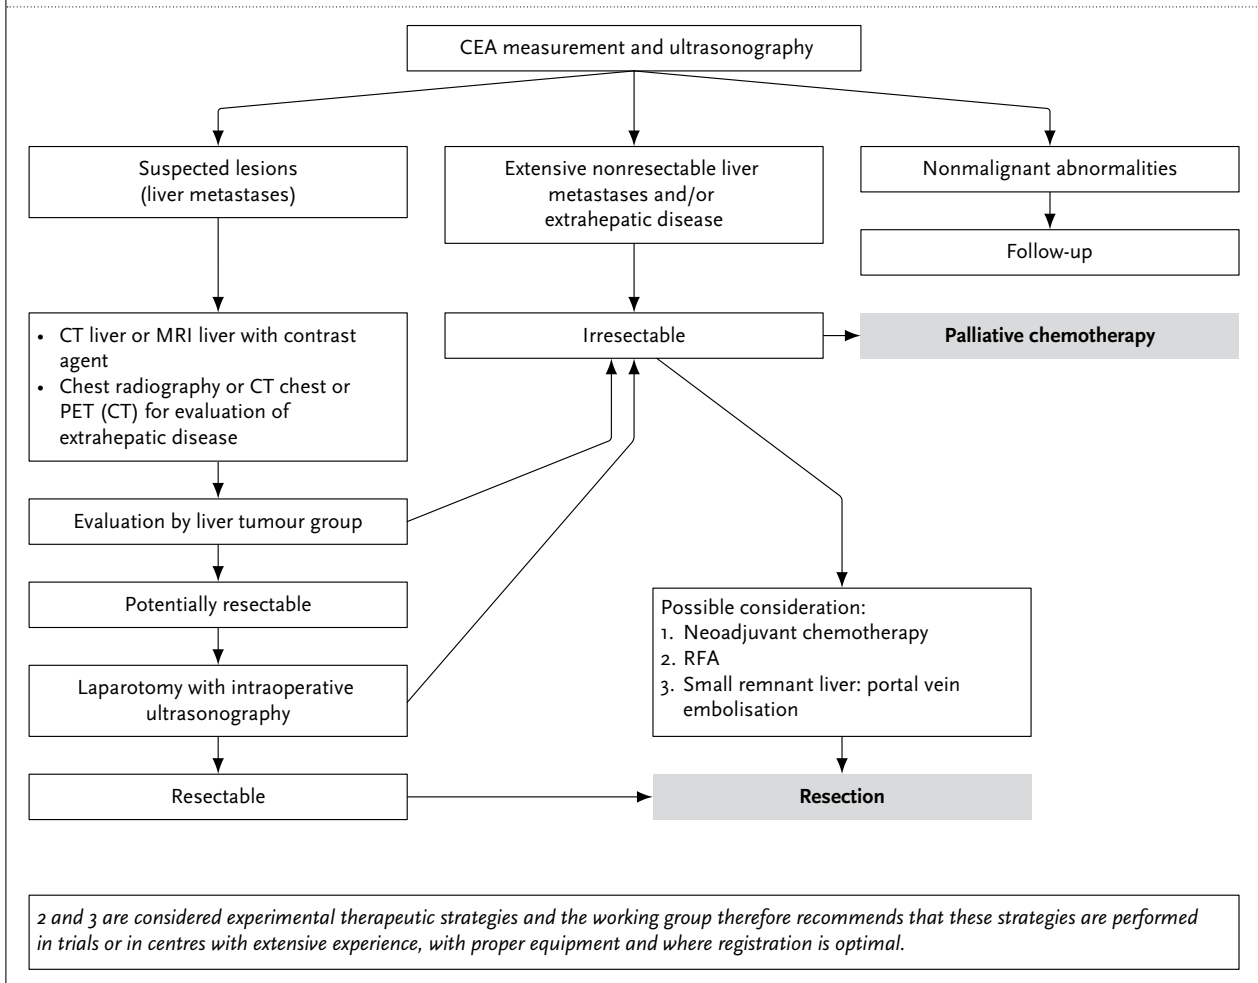 CEA measurement and ultrasonography
Suspected lesions
(liver metastases)
Extensive nonresectable liver
metastases and/or
extrahepatic disease
Nonmalignant abnormalities
Follow-up
• CT liver or MRI liver with contrast
agent
• Chest radiography or CT chest or
PET (CT) for evaluation of
extrahepatic disease
Irresectable
Palliative chemotherapy
Evaluation by liver tumour group
Potentially resectable
Laparotomy with intraoperative
ultrasonography
Possible consideration:
1. Neoadjuvant chemotherapy
2. RFA
3. Small remnant liver: portal vein
embolisation
Resectable
Resection
2 and 3 are considered experimental therapeutic strategies and the working group therefore recommends that these strategies are performed
in trials or in centres with extensive experience, with proper equipment and where registration is optimal.